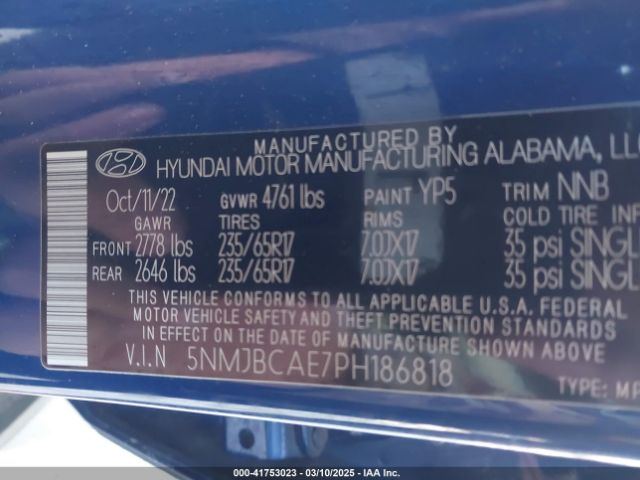 MANUFACTURED BY
HYUNDAI MOTOR MANUFACTURING ALABAMA, LLC
Oct/11/22 GVWR 4761 lbs PAINT YP5 TRIM NNB
GAWR TIRES RIMS COLD TIRE INF
FRONT 2778 lbs 235/65R17 7.0JX17 35 psi SINGLE
REAR 2646 lbs 235/65R17 7.0JX17 35 psi SINGLE
THIS VEHICLE CONFORMS TO ALL APPLICABLE U.S.A. FEDERAL
MOTOR VEHICLE SAFETY AND THEFT PREVENTION STANDARDS
IN EFFECT ON THE DATE OF MANUFACTURE SHOWN ABOVE.
V.I.N 5NMJBCAE7PH186818
TYPE: MP
000-41753023 — 03/10/2025 — IAA Inc.